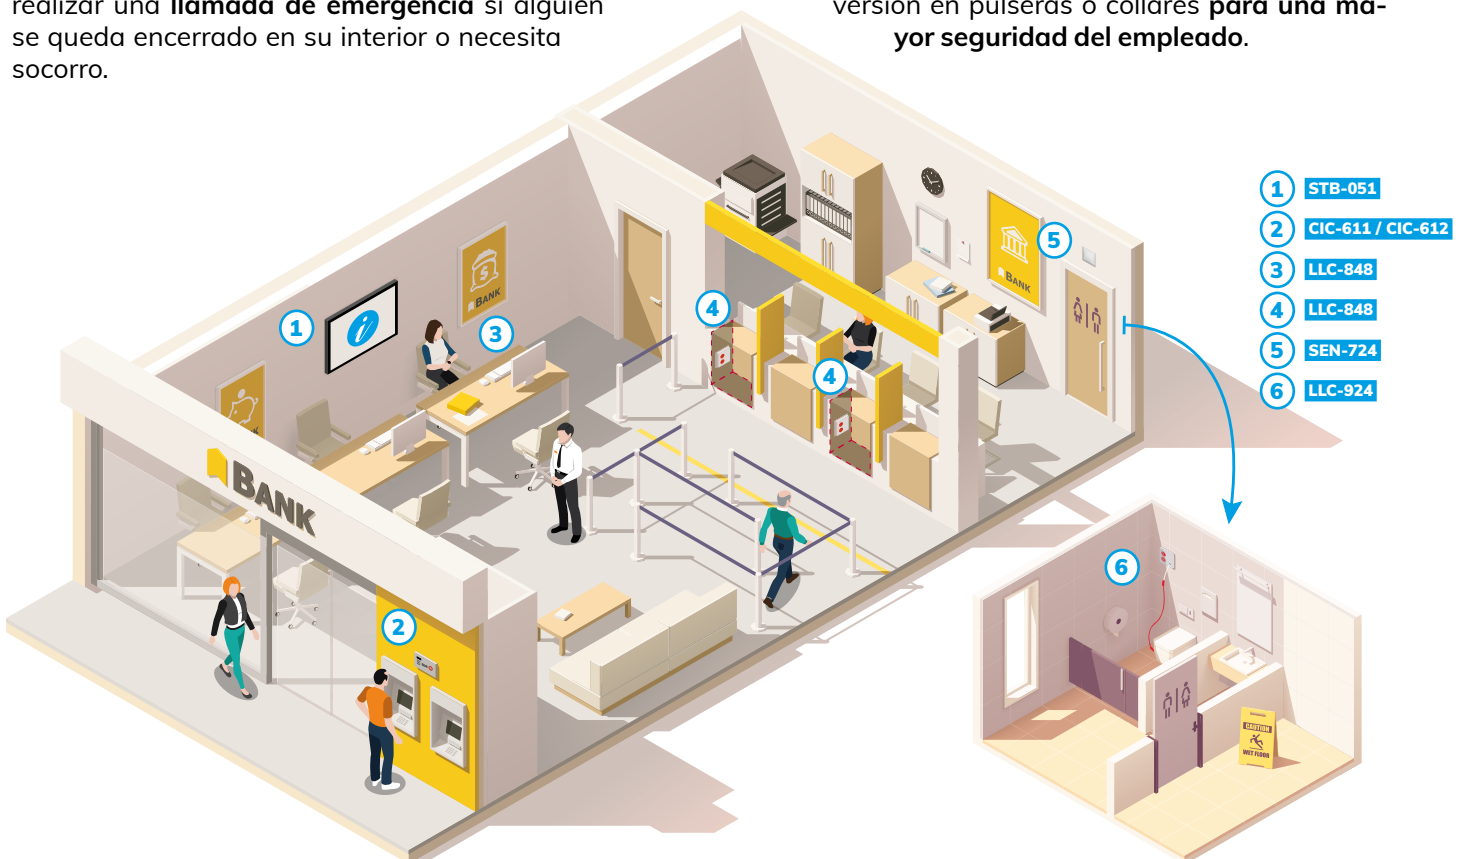 realizar una llamada de emergencia si alguien
se queda encerrado en su interior o necesita
socorro.
versión en pulseras o collares para una ma-
yor seguridad del empleado.
1 STB-051
2 CIC-611 / CIC-612
3 LLC-848
4 LLC-848
5 SEN-724
6 LLC-924
1
3
4
4
5
$
BANK
BANK
BANK
2
6
CAUTION
WET FLOOR